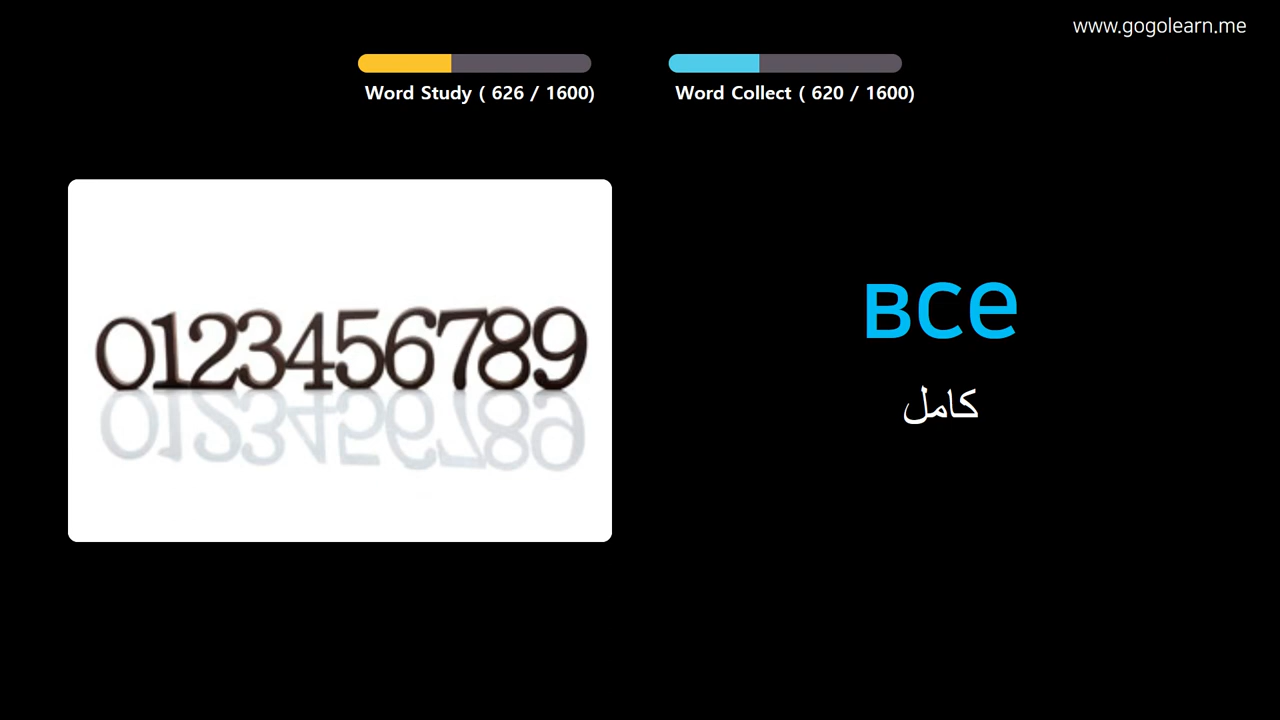 www.gogolearn.me
Word Study ( 626 / 1600)
Word Collect ( 620 / 1600)
0123456789
все
كامل